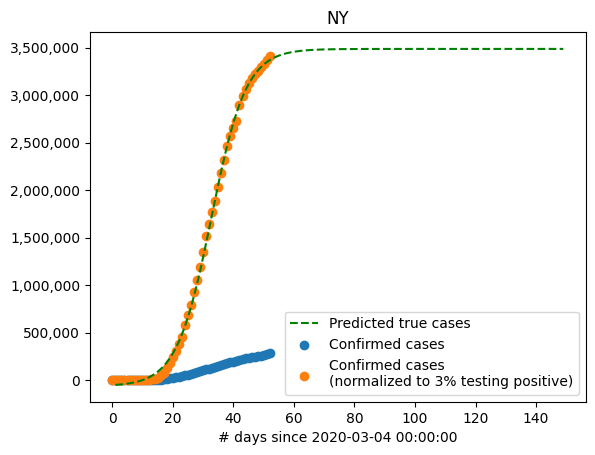 NY
3,500,000
3,000,000
2,500,000
2,000,000
1,500,000
1,000,000
500,000
0
Predicted true cases
Confirmed cases
Confirmed cases
(normalized to 3% testing positive)
0 20 40 60 80 100 120 140
# days since 2020-03-04 00:00:00